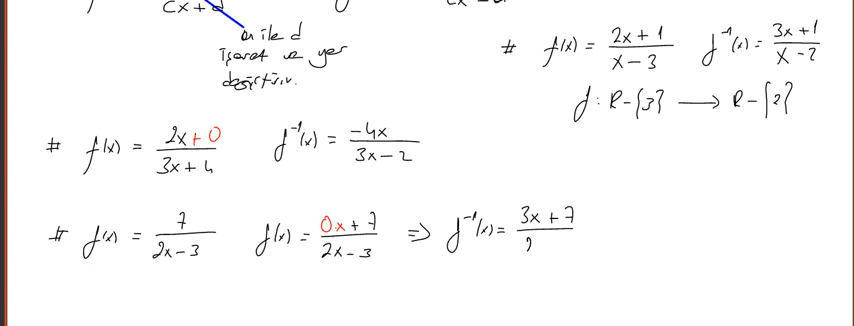 cx + d
a ile d
işaret ve yer
değiştirir.
# f(x) = (2x + 1)/(x - 3) f⁻¹(x) = (3x + 1)/(x - 2)
f : R - {3} → R - {2}
# f(x) = (2x + 0)/(3x + 4) f⁻¹(x) = (-4x)/(3x - 2)
# f(x) = 7/(2x - 3) f(x) = (0x + 7)/(2x - 3) ⇒ f⁻¹(x) = (3x + 7)/